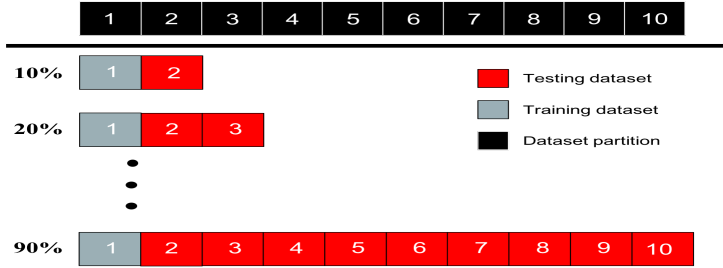 1 2 3 4 5 6 7 8 9 10
10% 1 2
Testing dataset
Training dataset
20% 1 2 3
Dataset partition
90% 1 2 3 4 5 6 7 8 9 10